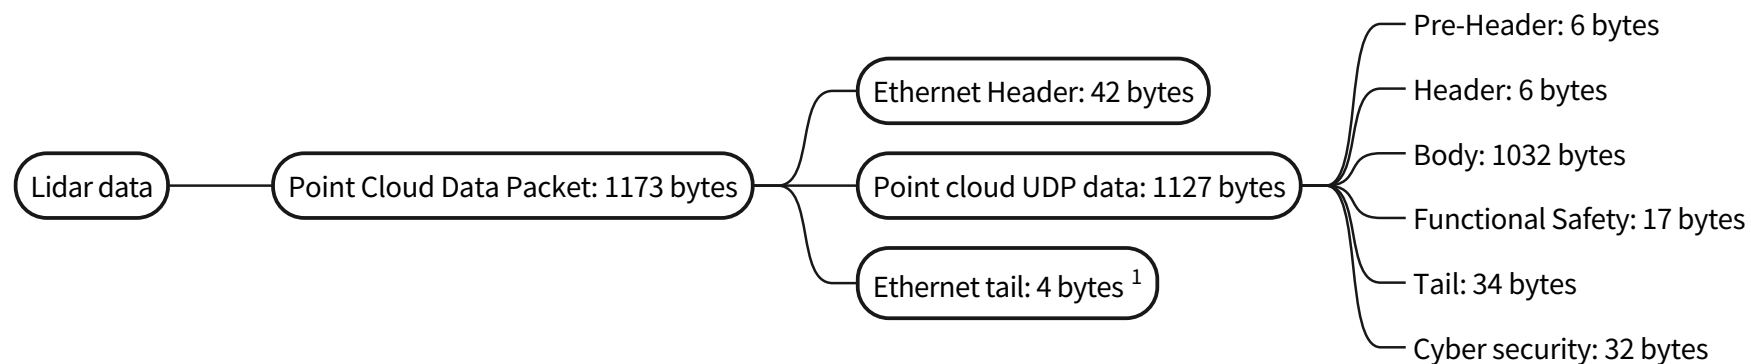 Lidar data
Point Cloud Data Packet: 1173 bytes
Ethernet Header: 42 bytes
Point cloud UDP data: 1127 bytes
Ethernet tail: 4 bytes ¹
Pre-Header: 6 bytes
Header: 6 bytes
Body: 1032 bytes
Functional Safety: 17 bytes
Tail: 34 bytes
Cyber security: 32 bytes